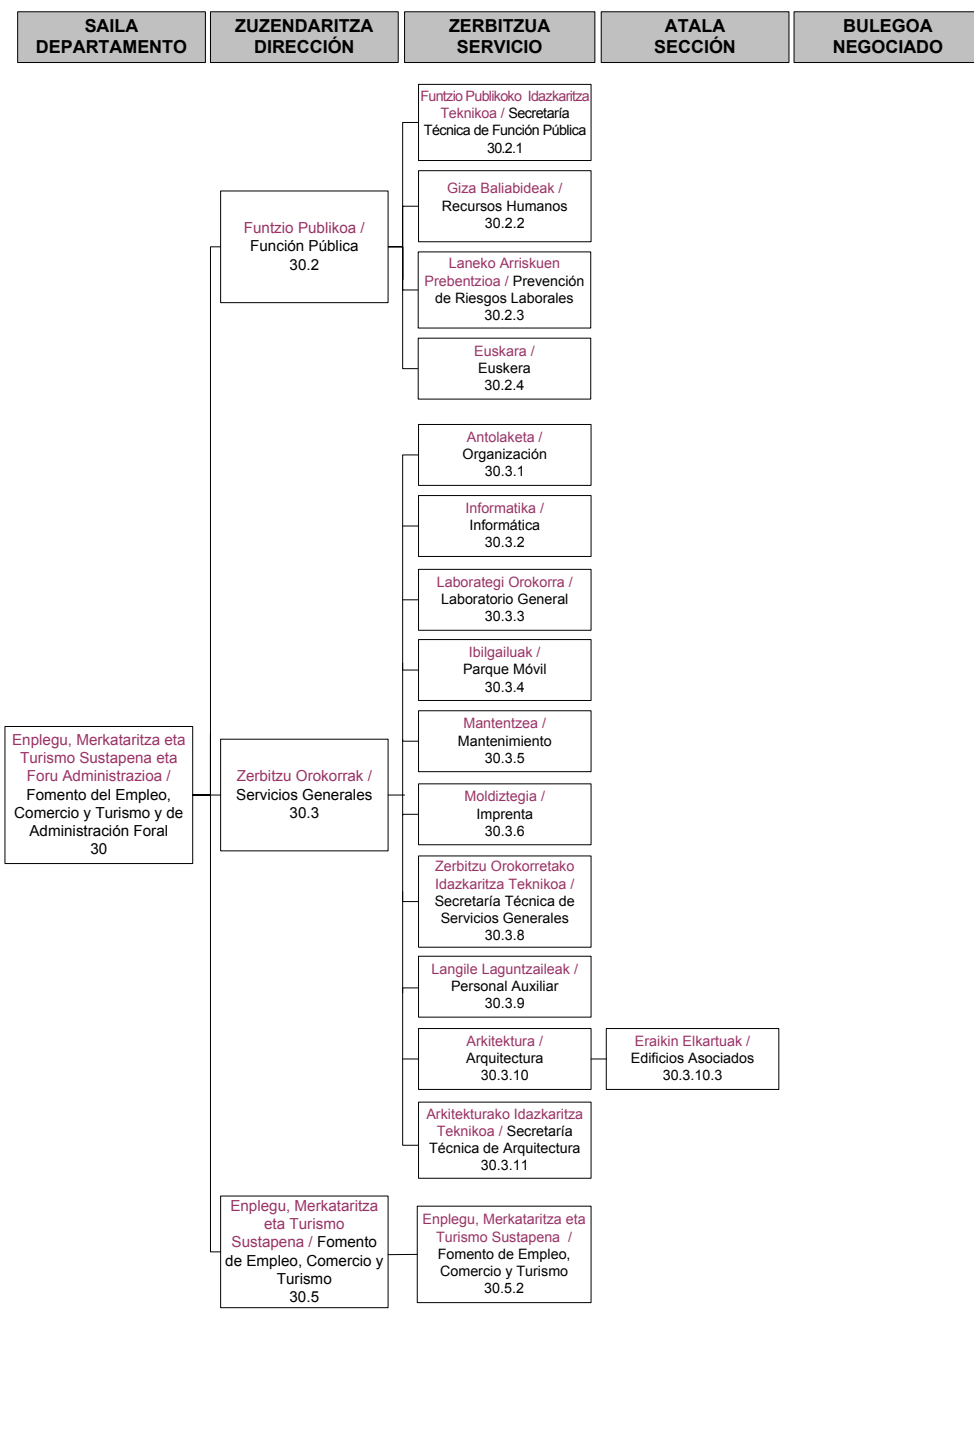 SAILA
DEPARTAMENTO
ZUZENDARITZA
DIRECCIÓN
ZERBITZUA
SERVICIO
ATALA
SECCIÓN
BULEGOA
NEGOCIADO
Funtzio Publikoko Idazkaritza
Teknikoa / Secretaría
Técnica de Función Pública
30.2.1
Giza Baliabideak /
Recursos Humanos
30.2.2
Funtzio Publikoa /
Función Pública
30.2
Laneko Arriskuen
Prebentzioa / Prevención
de Riesgos Laborales
30.2.3
Euskara /
Euskera
30.2.4
Antolaketa /
Organización
30.3.1
Informatika /
Informática
30.3.2
Laborategi Orokorra /
Laboratorio General
30.3.3
Ibilgailuak /
Parque Móvil
30.3.4
Mantentzea /
Mantenimiento
30.3.5
Enplegu, Merkataritza eta
Turismo Sustapena eta
Foru Administrazioa /
Fomento del Empleo,
Comercio y Turismo y de
Administración Foral
30
Zerbitzu Orokorrak /
Servicios Generales
30.3
Moldiztegia /
Imprenta
30.3.6
Zerbitzu Orokorretako
Idazkaritza Teknikoa /
Secretaría Técnica de
Servicios Generales
30.3.8
Langile Laguntzaileak /
Personal Auxiliar
30.3.9
Arkitektura /
Arquitectura
30.3.10
Eraikin Elkartuak /
Edificios Asociados
30.3.10.3
Arkitekturako Idazkaritza
Teknikoa / Secretaría
Técnica de Arquitectura
30.3.11
Enplegu, Merkataritza
eta Turismo
Sustapena / Fomento
de Empleo, Comercio y
Turismo
30.5
Enplegu, Merkataritza eta
Turismo Sustapena /
Fomento de Empleo,
Comercio y Turismo
30.5.2